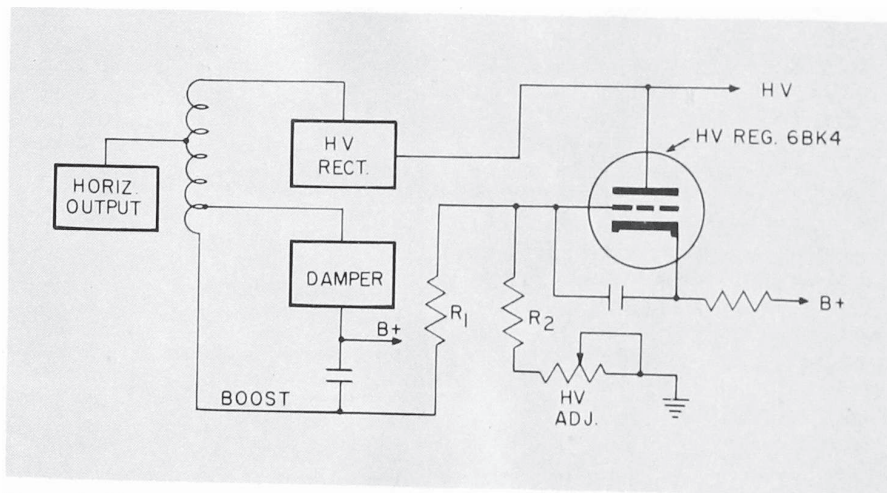 HV
HV REG. 6BK4
HV
RECT.
HORIZ.
OUTPUT
DAMPER
B+
R1
R2
B+
BOOST
HV
ADJ.